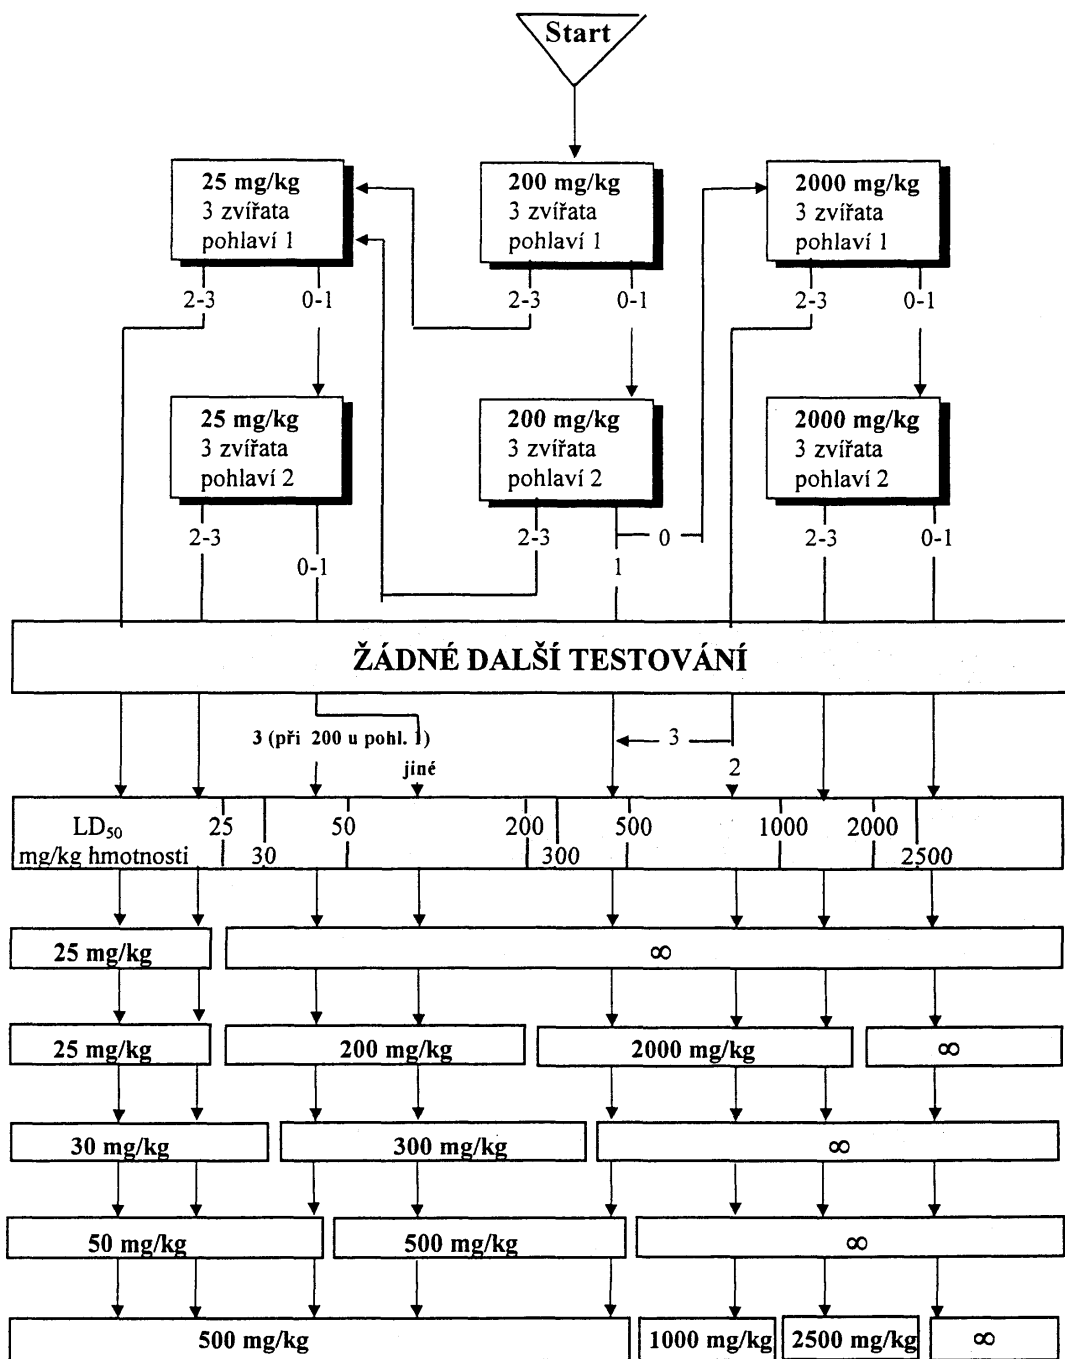 Start
25 mg/kg
3 zvířata
pohlaví 1
200 mg/kg
3 zvířata
pohlaví 1
2000 mg/kg
3 zvířata
pohlaví 1
2-3 0-1 2-3 0-1 2-3 0-1
25 mg/kg
3 zvířata
pohlaví 2
200 mg/kg
3 zvířata
pohlaví 2
2000 mg/kg
3 zvířata
pohlaví 2
2-3 0-1 2-3 0 1 2-3 0-1
ŽÁDNÉ DALŠÍ TESTOVÁNÍ
3 (při 200 u pohl. 1)
jiné
3
2
LD50 25 50 200 500 1000 2000
mg/kg hmotnosti 30 300 2500
25 mg/kg ∞
25 mg/kg 200 mg/kg 2000 mg/kg ∞
30 mg/kg 300 mg/kg ∞
50 mg/kg 500 mg/kg ∞
500 mg/kg 1000 mg/kg 2500 mg/kg ∞